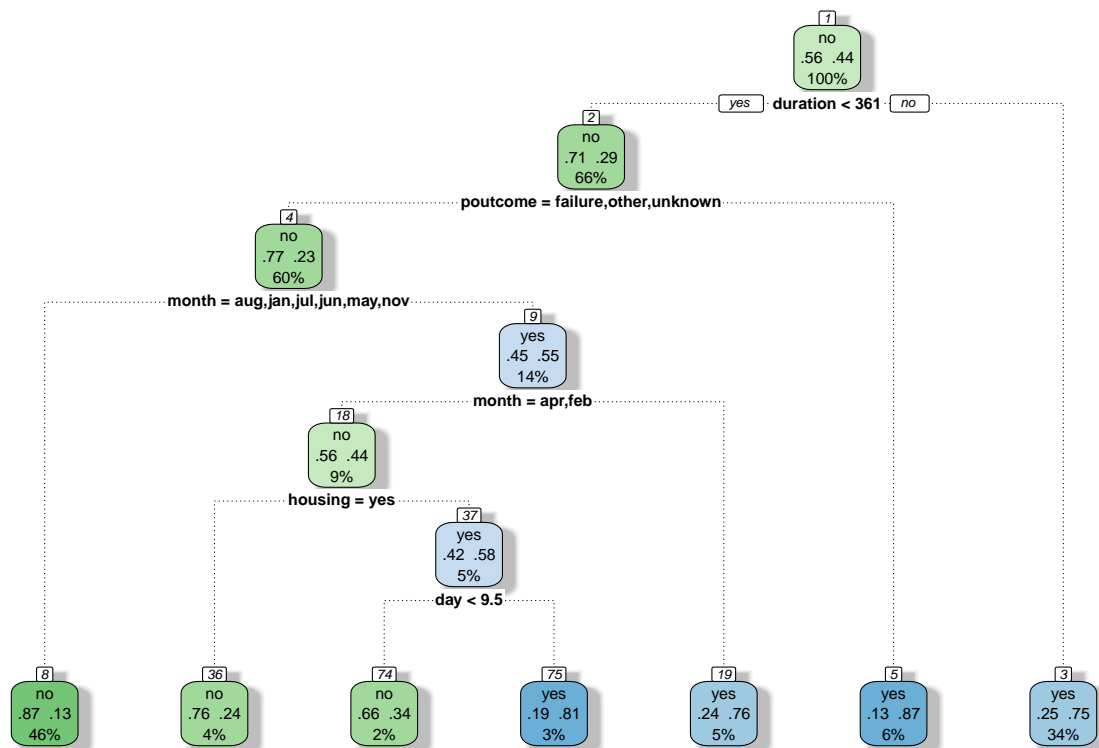 1
no
.56 .44
100%
yes duration < 361 no
2
no
.71 .29
66%
poutcome = failure,other,unknown
4
no
.77 .23
60%
month = aug,jan,jul,jun,may,nov
9
yes
.45 .55
14%
month = apr,feb
18
no
.56 .44
9%
housing = yes
37
yes
.42 .58
5%
day < 9.5
8
no
.87 .13
46%
36
no
.76 .24
4%
74
no
.66 .34
2%
75
yes
.19 .81
3%
19
yes
.24 .76
5%
5
yes
.13 .87
6%
3
yes
.25 .75
34%